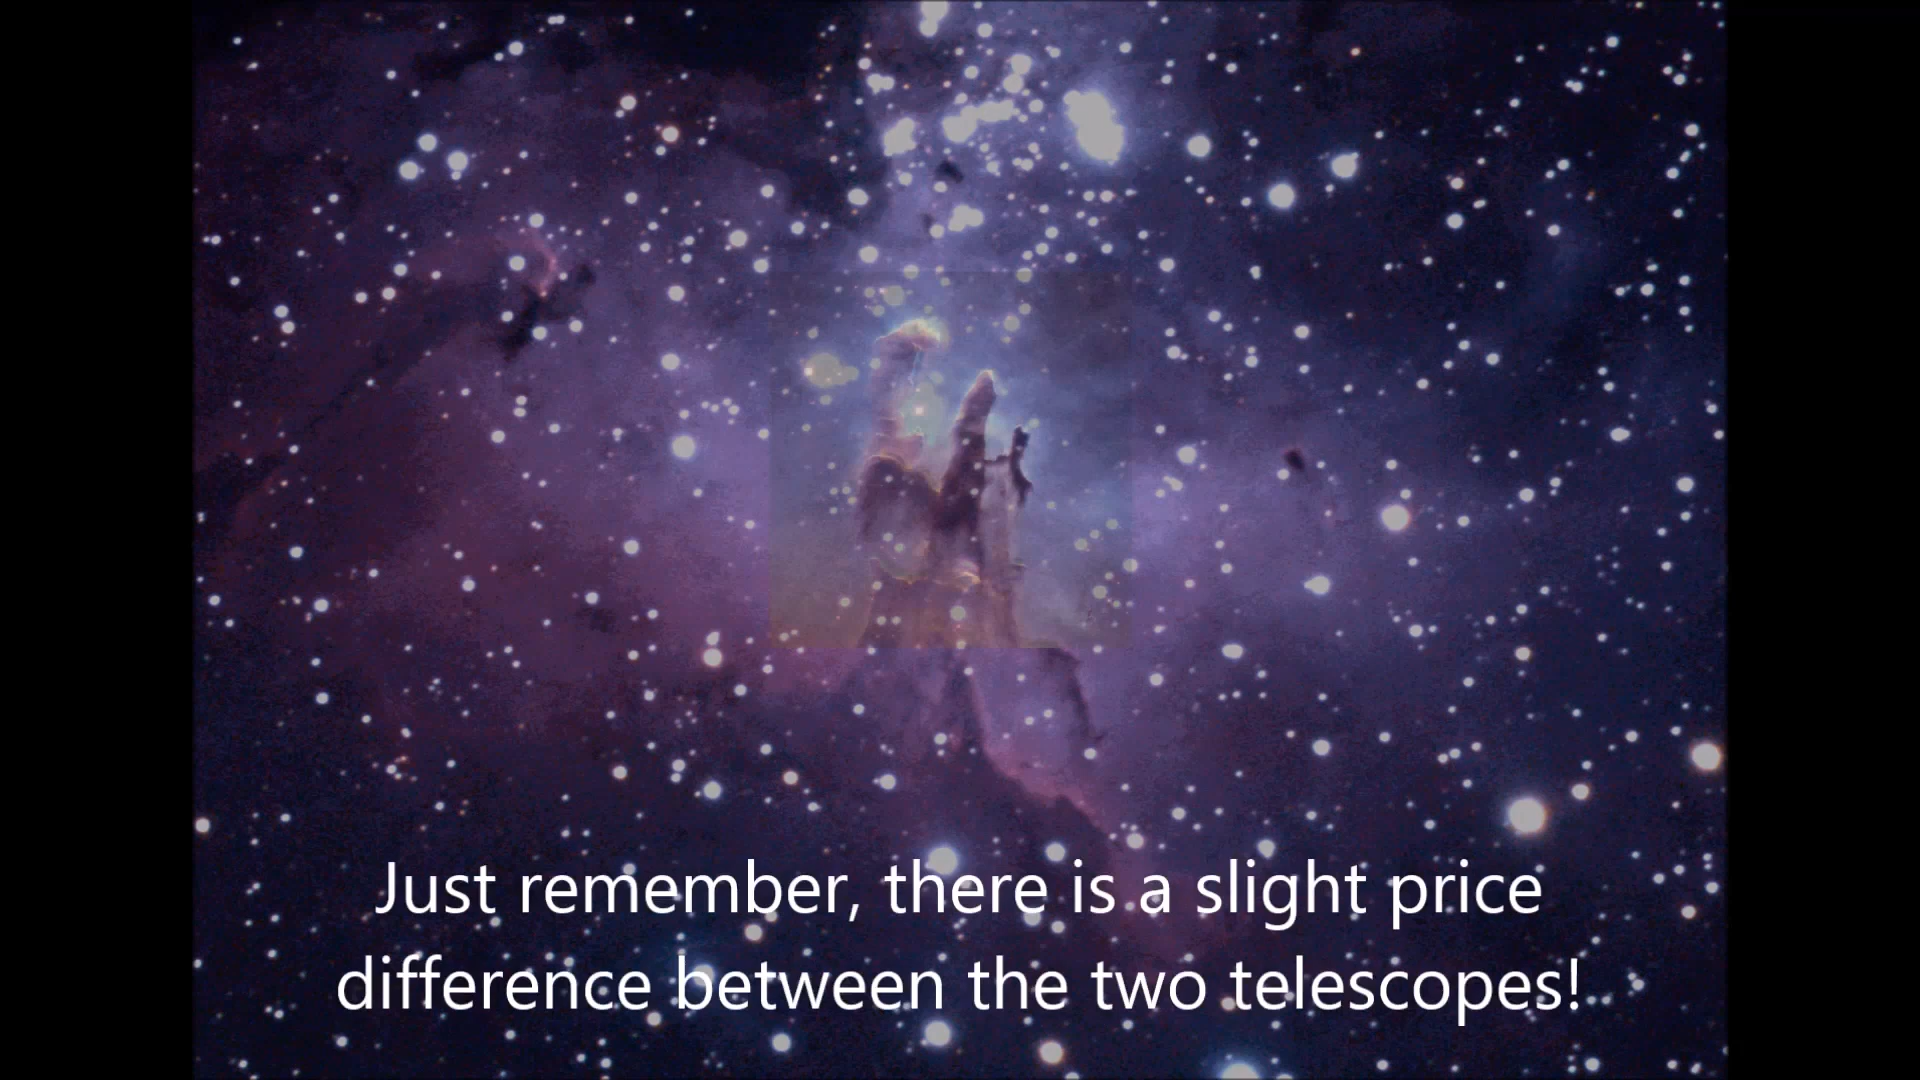 Just remember, there is a slight price
difference between the two telescopes!